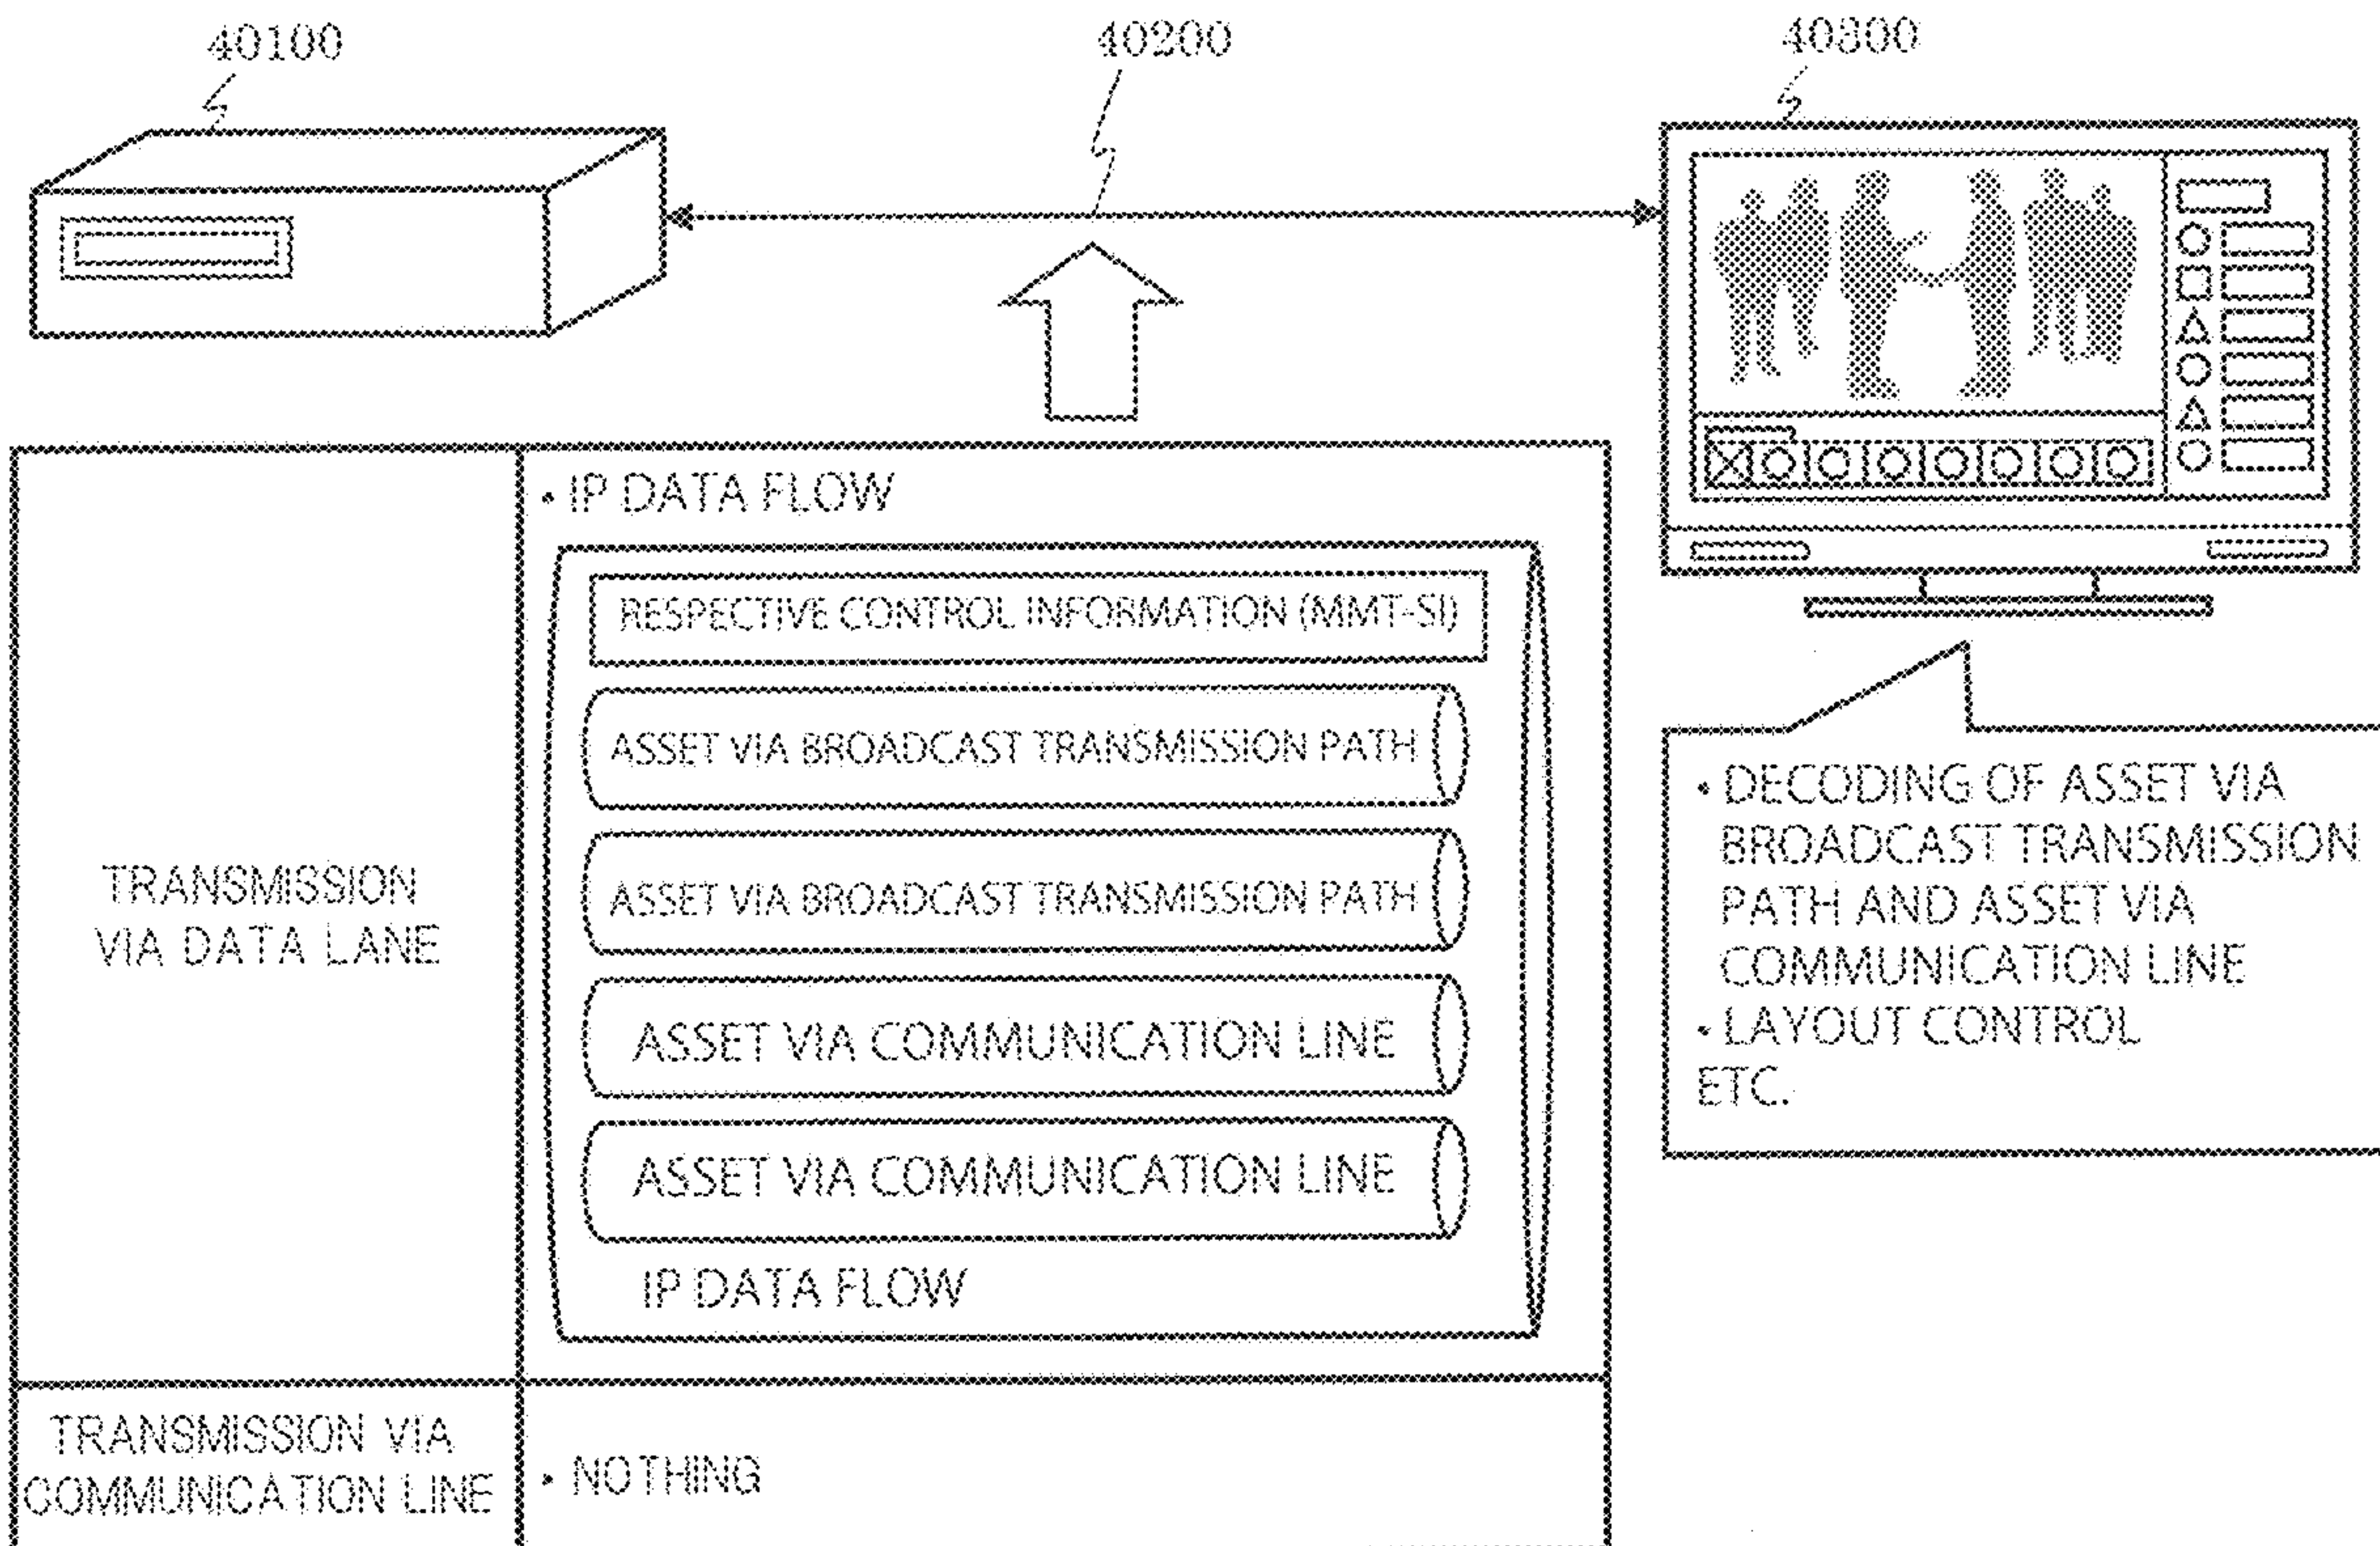 40100
40200
40300
• IP DATA FLOW
RESPECTIVE CONTROL INFORMATION (MMT-SI)
ASSET VIA BROADCAST TRANSMISSION PATH
ASSET VIA BROADCAST TRANSMISSION PATH
ASSET VIA COMMUNICATION LINE
ASSET VIA COMMUNICATION LINE
IP DATA FLOW
TRANSMISSION
VIA DATA LANE
TRANSMISSION VIA
COMMUNICATION LINE
• NOTHING
• DECODING OF ASSET VIA
BROADCAST TRANSMISSION
PATH AND ASSET VIA
COMMUNICATION LINE
• LAYOUT CONTROL
ETC.